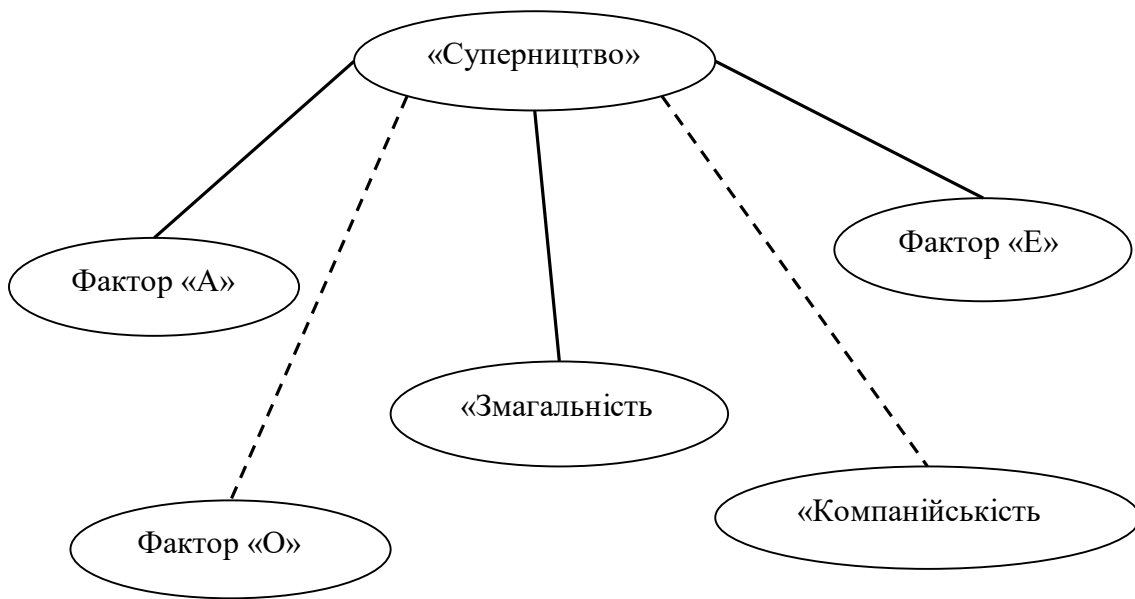 «Суперництво»
Фактор «Е»
Фактор «А»
«Змагальність
«Компанійськість
Фактор «О»